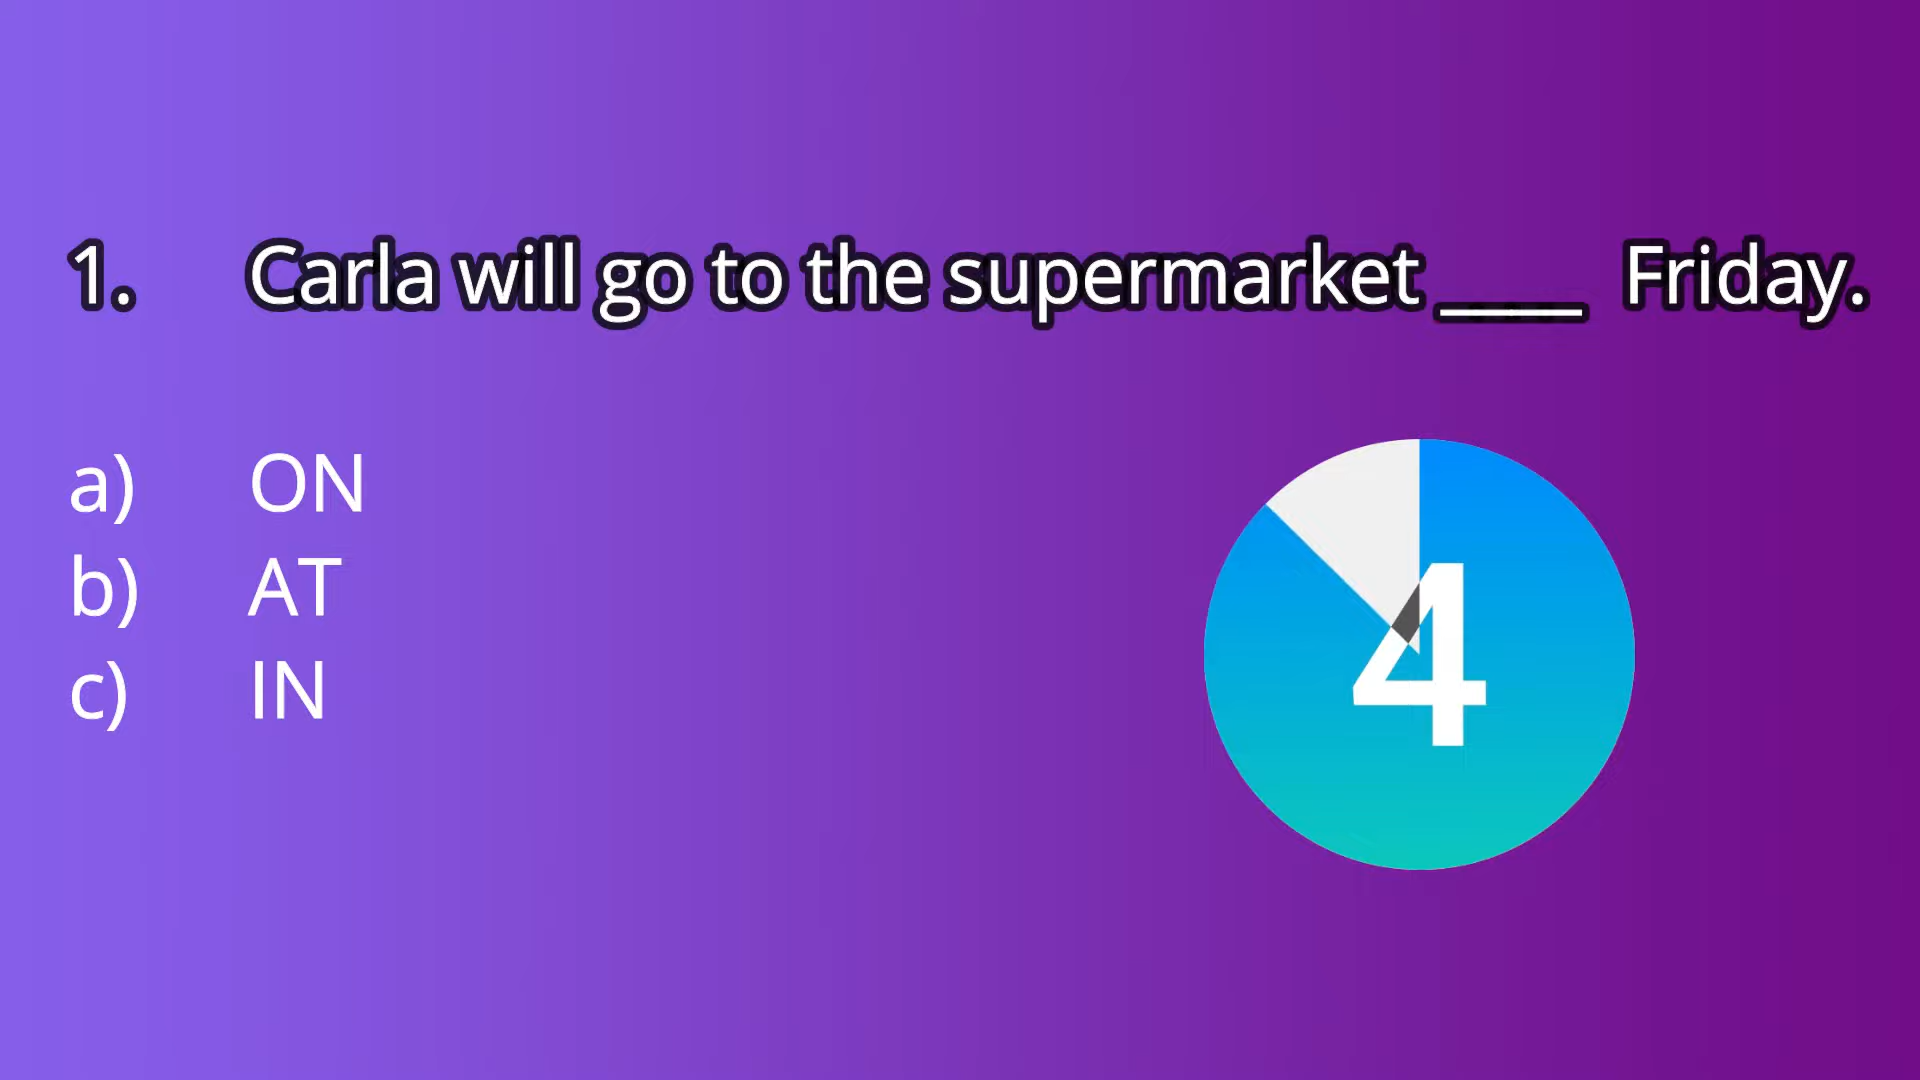 1. Carla will go to the supermarket ____ Friday.
a) ON
b) AT
c) IN
4